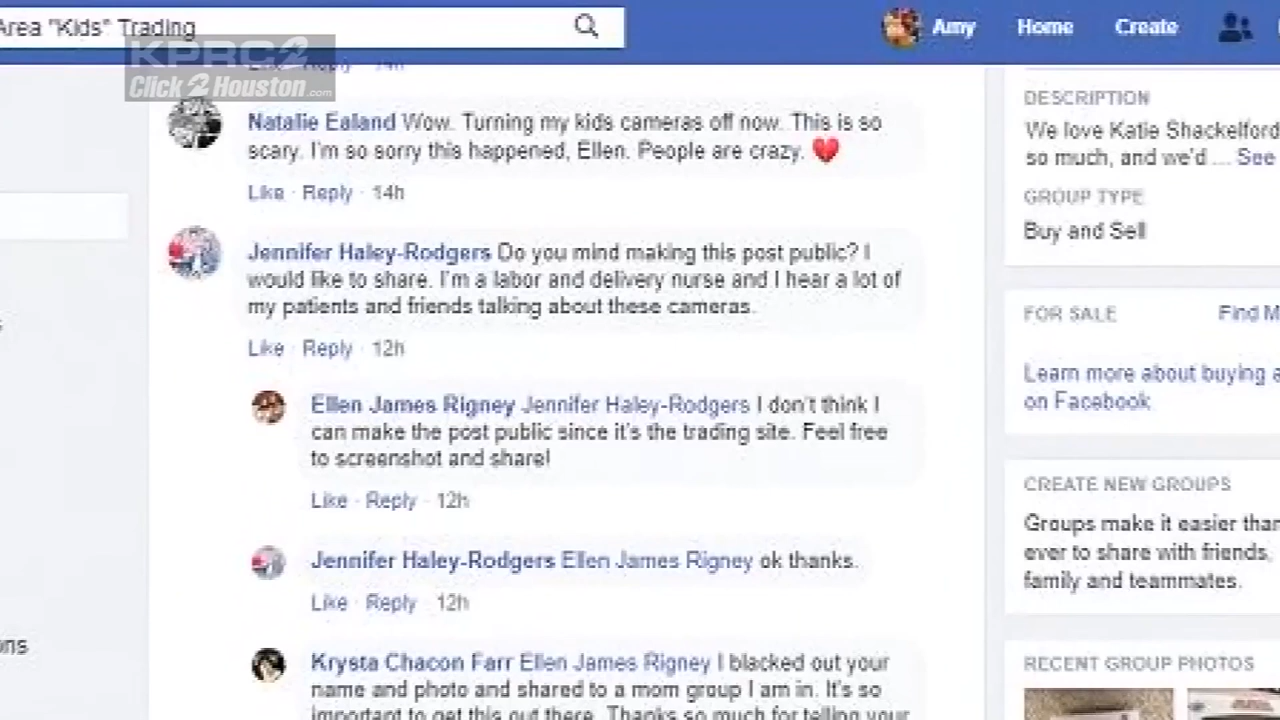 Area "Kids" Trading
Amy Home Create
KPRC2
Click2Houston.com
Natalie Ealand Wow. Turning my kids cameras off now. This is so
scary. I'm so sorry this happened, Ellen. People are crazy. ❤️
Like · Reply · 14h
Jennifer Haley-Rodgers Do you mind making this post public? I
would like to share. I'm a labor and delivery nurse and I hear a lot of
my patients and friends talking about these cameras.
Like · Reply · 12h
Ellen James Rigney Jennifer Haley-Rodgers I don't think I
can make the post public since it's the trading site. Feel free
to screenshot and share!
Like · Reply · 12h
Jennifer Haley-Rodgers Ellen James Rigney ok thanks.
Like · Reply · 12h
Krysta Chacon Farr Ellen James Rigney I blacked out your
name and photo and shared to a mom group I am in. It's so
important to get this out there. Thanks so much for telling your
DESCRIPTION
We love Katie Shackelford
so much, and we'd ... See
GROUP TYPE
Buy and Sell
FOR SALE Find M
Learn more about buying a
on Facebook
CREATE NEW GROUPS
Groups make it easier than
ever to share with friends,
family and teammates.
RECENT GROUP PHOTOS